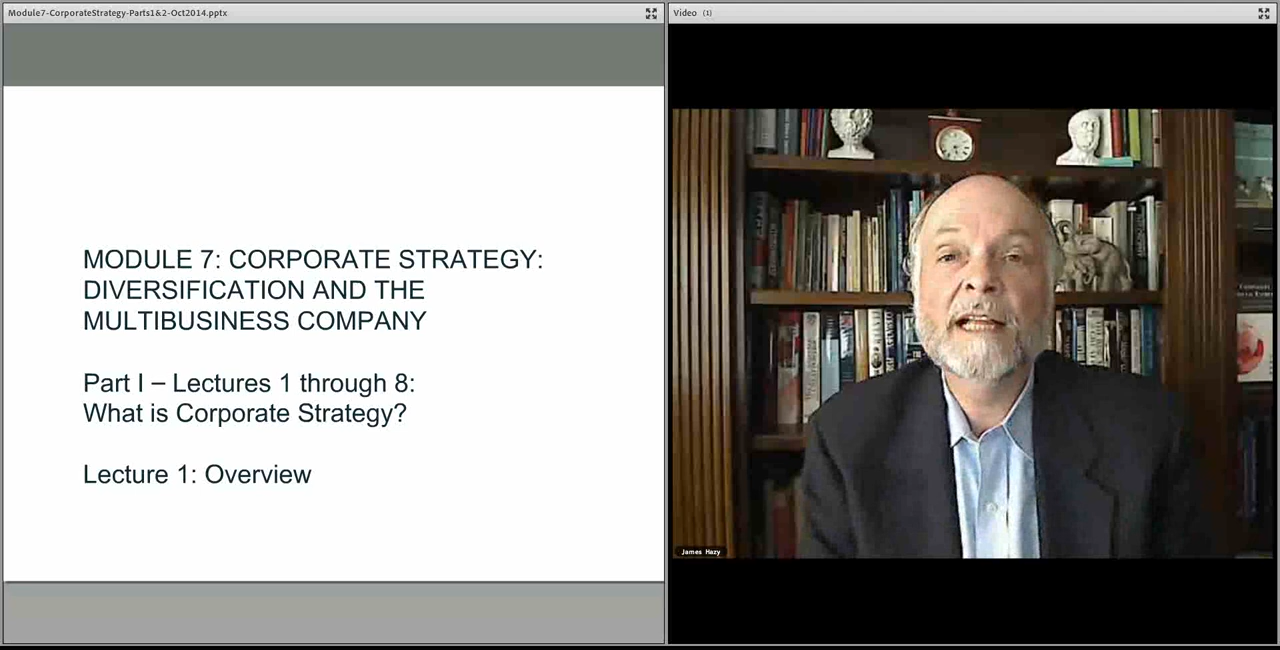 Module7-CorporateStrategy-Parts1&2-Oct2014.pptx
MODULE 7: CORPORATE STRATEGY:
DIVERSIFICATION AND THE
MULTIBUSINESS COMPANY
Part I – Lectures 1 through 8:
What is Corporate Strategy?
Lecture 1: Overview
Video (1)
James Hazy